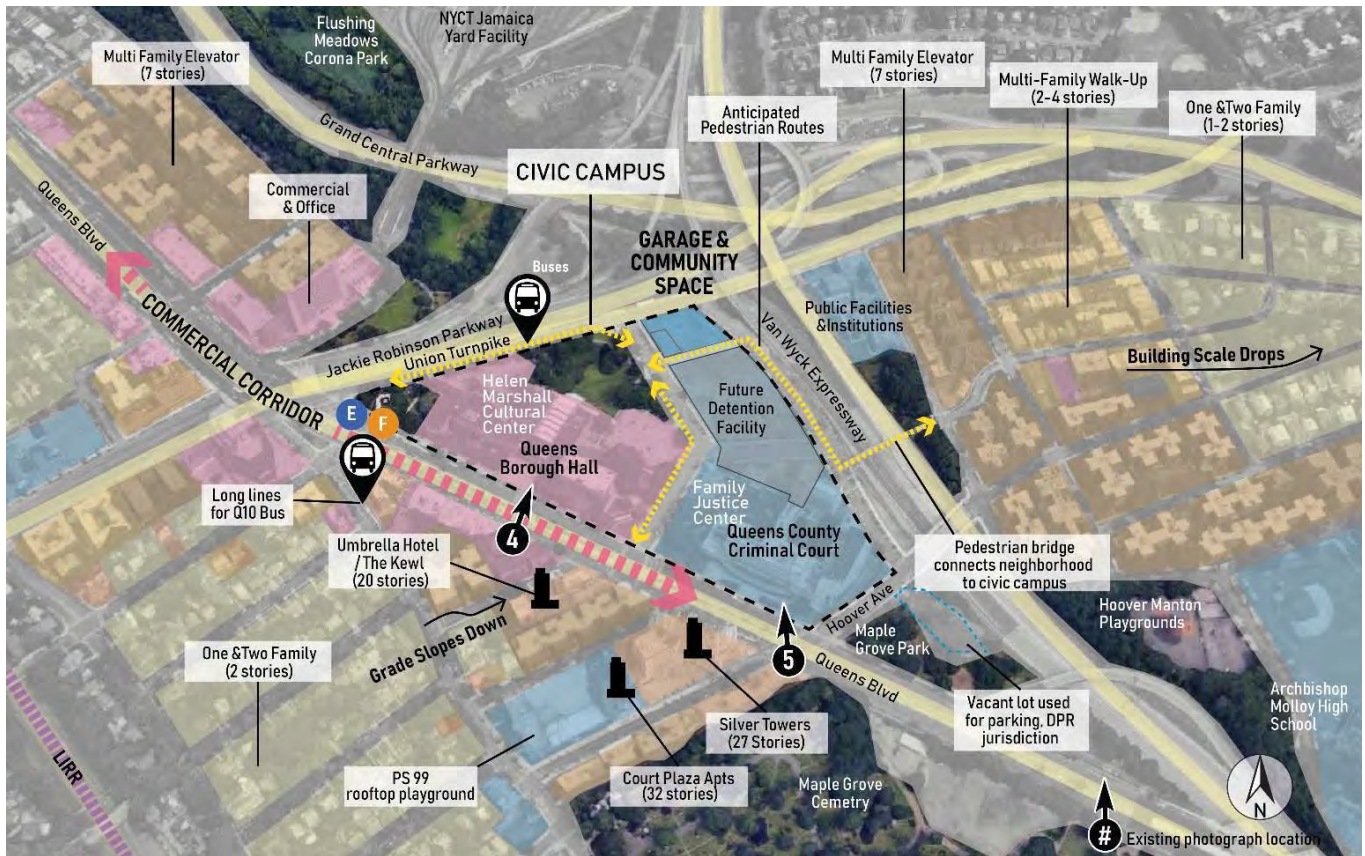 Flushing
Meadows
Corona Park
NYCT Jamaica
Yard Facility
Multi Family Elevator
(7 stories)
Multi Family Elevator
(7 stories)
Multi-Family Walk-Up
(2-4 stories)
Anticipated
Pedestrian Routes
One &Two Family
(1-2 stories)
Grand Central Parkway
CIVIC CAMPUS
Commercial
& Office
Queens Blvd
GARAGE &
COMMUNITY
SPACE
Buses
Public Facilities
&Institutions
Van Wyck Expressway
Jackie Robinson Parkway
Union Turnpike
Building Scale Drops
COMMERCIAL CORRIDOR
Helen
Marshall
Cultural
Center
Future
Detention
Facility
E
F
Queens
Borough Hall
Family
Justice
Center
Long lines
for Q10 Bus
4
Queens County
Criminal Court
Umbrella Hotel
/The Kewl
(20 stories)
Pedestrian bridge
connects neighborhood
to civic campus
Hoover Ave
Hoover Manton
Playgrounds
Maple
Grove Park
Grade Slopes Down
One &Two Family
(2 stories)
5
Queens Blvd
Archbishop
Molloy High
School
Vacant lot used
for parking, DPR
jurisdiction
Silver Towers
(27 Stories)
LIRR
PS 99
rooftop playground
Court Plaza Apts
(32 stories)
Maple Grove
Cemetery
N
#
Existing photograph location